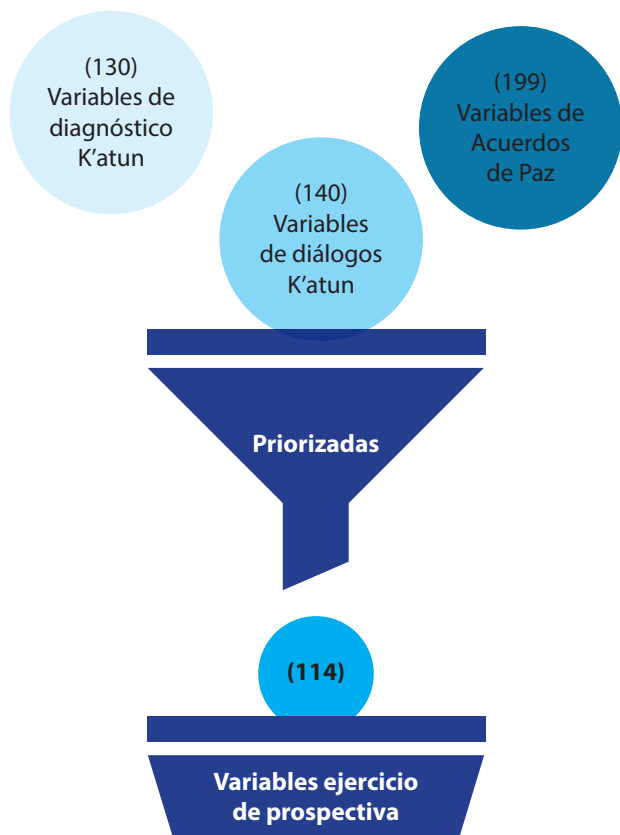 (130)
Variables de
diagnóstico
K’atun
(199)
Variables de
Acuerdos
de Paz
(140)
Variables
de diálogos
K’atun
Priorizadas
(114)
Variables ejercicio
de prospectiva